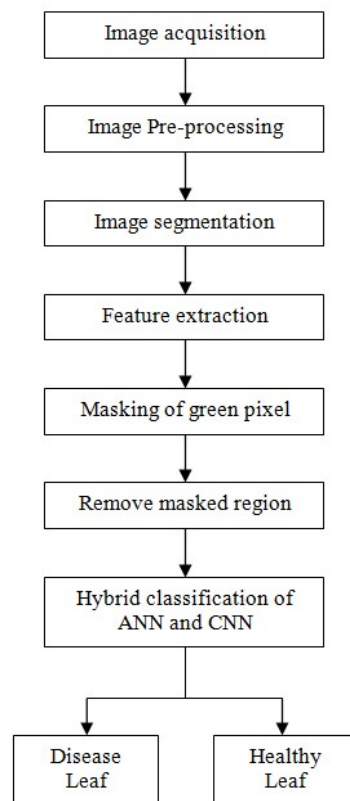 Image acquisition
Image Pre-processing
Image segmentation
Feature extraction
Masking of green pixel
Remove masked region
Hybrid classification of
ANN and CNN
Disease
Leaf
Healthy
Leaf